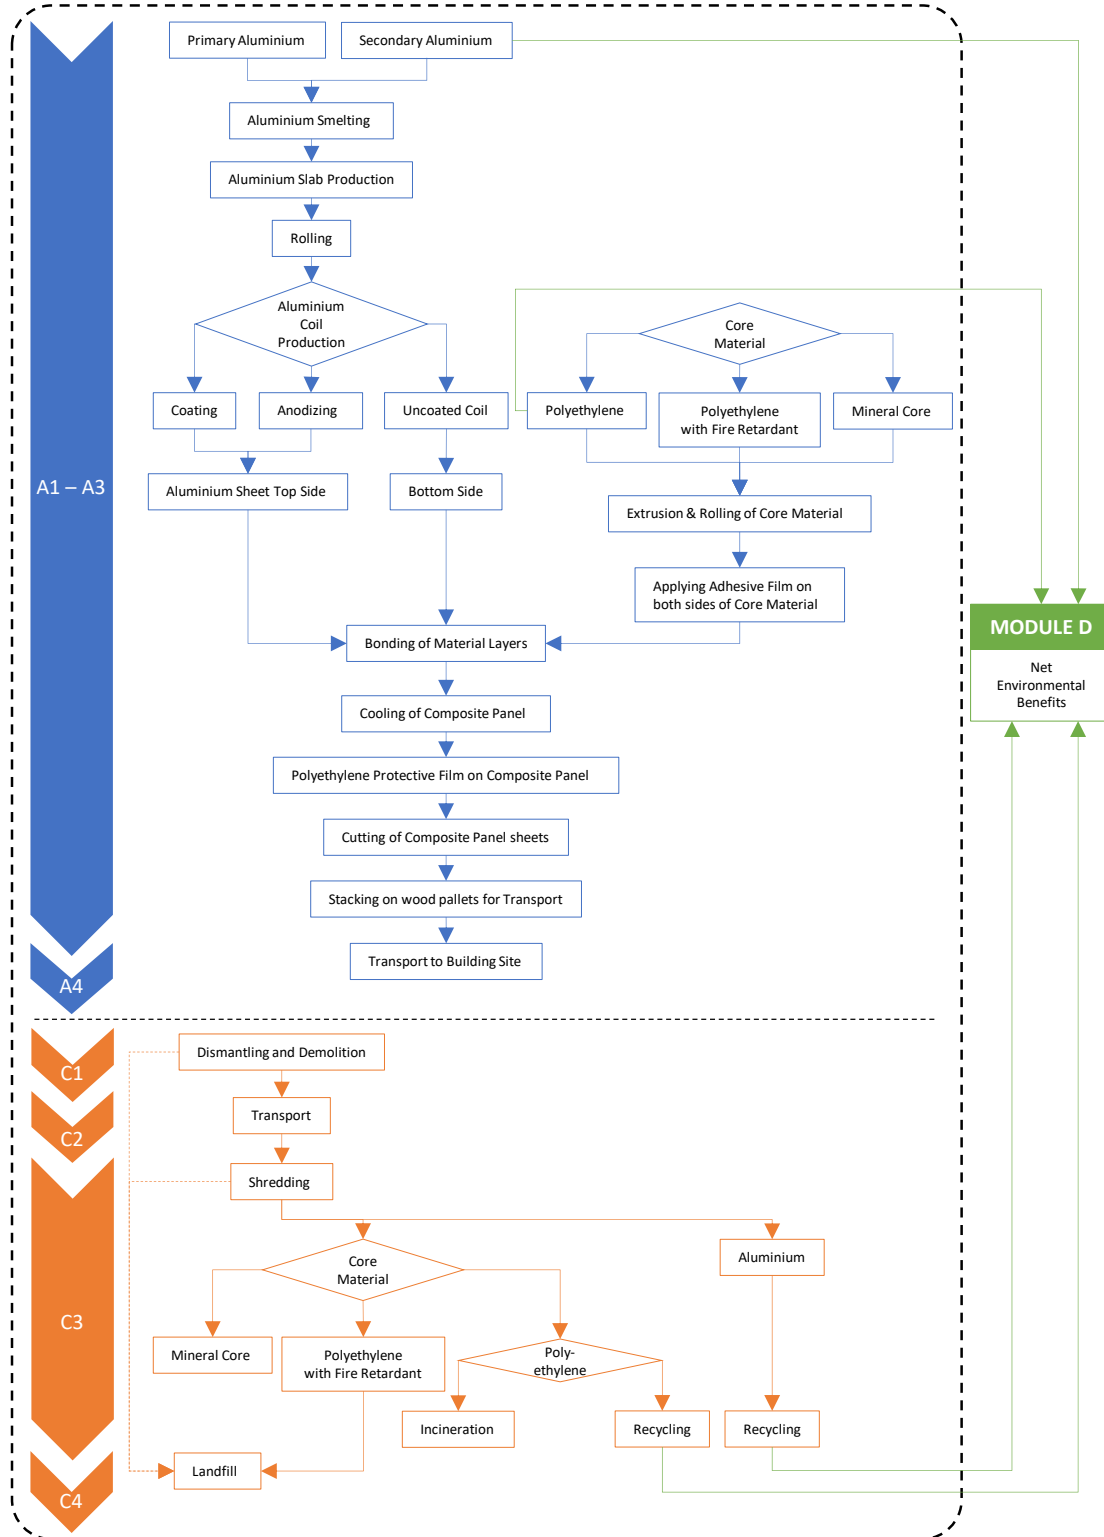 Primary Aluminium
Secondary Aluminium
Aluminium Smelting
Aluminium Slab Production
Rolling
Aluminium
Coil
Production
Core
Material
Coating
Anodizing
Uncoated Coil
Polyethylene
Polyethylene
with Fire Retardant
Mineral Core
A1 – A3
Aluminium Sheet Top Side
Bottom Side
Extrusion & Rolling of Core Material
Applying Adhesive Film on
both sides of Core Material
Bonding of Material Layers
MODULE D
Net
Environmental
Benefits
Cooling of Composite Panel
Polyethylene Protective Film on Composite Panel
Cutting of Composite Panel sheets
Stacking on wood pallets for Transport
Transport to Building Site
A4
C1
Dismantling and Demolition
C2
Transport
Shredding
Core
Material
Aluminium
C3
Mineral Core
Polyethylene
with Fire Retardant
Poly-
ethylene
Incineration
Recycling
Recycling
Landfill
C4